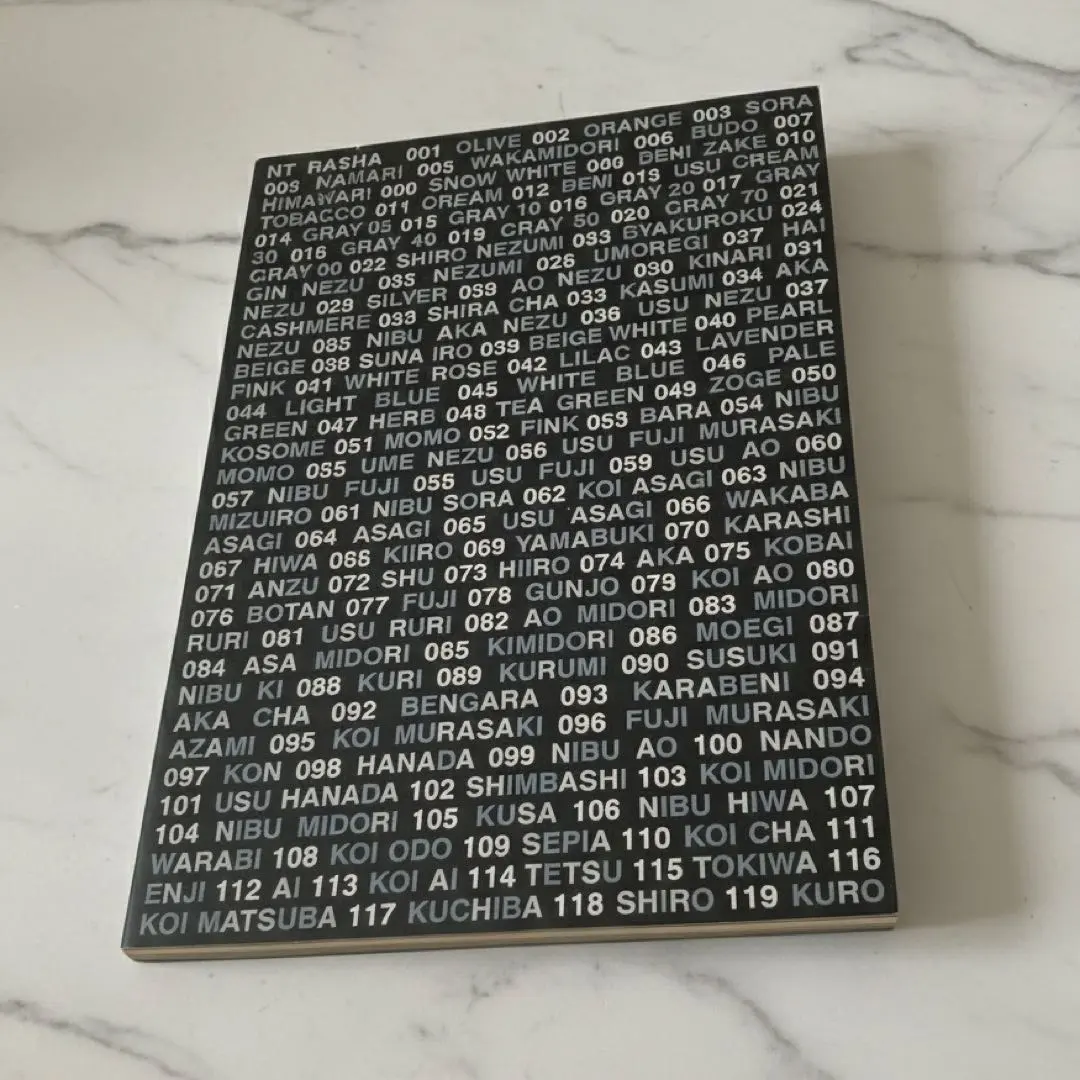 NT RASHA 001 OLIVE 002 ORANGE 003 SORA
009 NAMARI 005 WAKAMIDORI 006 BUDO 007
HIMAWARI 000 SNOW WHITE 000 BENI ZAKE 010
TOBACCO 011 OREAM 012 BENI 019 USU CREAM
014 GRAY 05 015 GRAY 10 016 GRAY 20 017 GRAY
30 016 GRAY 40 019 CRAY 50 020 GRAY 70 021
GRAY 00 022 SHIRO NEZUMI 033 BYAKUROKU 024
GIN NEZU 035 NEZUMI 026 UMOREGI 037 HAI
NEZU 029 SILVER 039 AO NEZU 030 KINARI 031
CASHMERE 033 SHIRA CHA 033 KASUMI 034 AKA
NEZU 085 NIBU AKA NEZU 036 USU NEZU 037
BEIGE 038 SUNA IRO 039 BEIGE WHITE 040 PEARL
FINK 041 WHITE ROSE 042 LILAC 043 LAVENDER
044 LIGHT BLUE 045 WHITE BLUE 046 PALE
GREEN 047 HERB 048 TEA GREEN 049 ZOGE 050
KOSOME 051 MOMO 052 FINK 053 BARA 054 NIBU
MOMO 055 UME NEZU 056 USU FUJI MURASAKI
057 NIBU FUJI 055 USU FUJI 059 USU AO 060
MIZUIRO 061 NIBU SORA 062 KOI ASAGI 063 NIBU
ASAGI 064 ASAGI 065 USU ASAGI 066 WAKABA
067 HIWA 068 KIIRO 069 YAMABUKI 070 KARASHI
071 ANZU 072 SHU 073 HIIRO 074 AKA 075 KOBAI
076 BOTAN 077 FUJI 078 GUNJO 079 KOI AO 080
RURI 081 USU RURI 082 AO MIDORI 083 MIDORI
084 ASA MIDORI 065 KIMIDORI 086 MOEGI 087
NIBU KI 088 KURI 089 KURUMI 090 SUSUKI 091
AKA CHA 092 BENGARA 093 KARABENI 094
AZAMI 095 KOI MURASAKI 096 FUJI MURASAKI
097 KON 098 HANADA 099 NIBU AO 100 NANDO
101 USU HANADA 102 SHIMBASHI 103 KOI MIDORI
104 NIBU MIDORI 105 KUSA 106 NIBU HIWA 107
WARABI 108 KOI ODO 109 SEPIA 110 KOI CHA 111
ENJI 112 AI 113 KOI AI 114 TETSU 115 TOKIWA 116
KOI MATSUBA 117 KUCHIBA 118 SHIRO 119 KURO